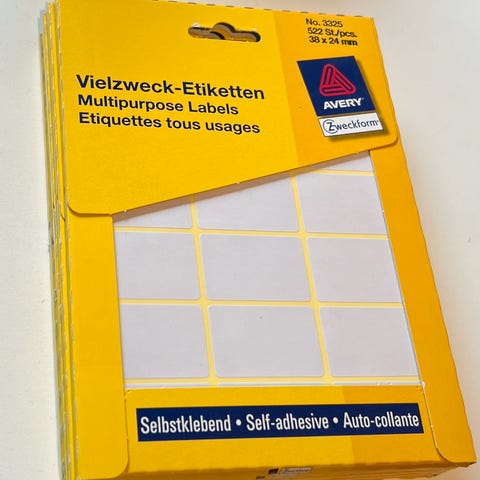 No. 3325
522 St./pcs.
38 x 24 mm
Vielzweck-Etiketten
Multipurpose Labels
Etiquettes tous usages
AVERY
Zweckform
Selbstklebend • Self-adhesive • Auto-collante